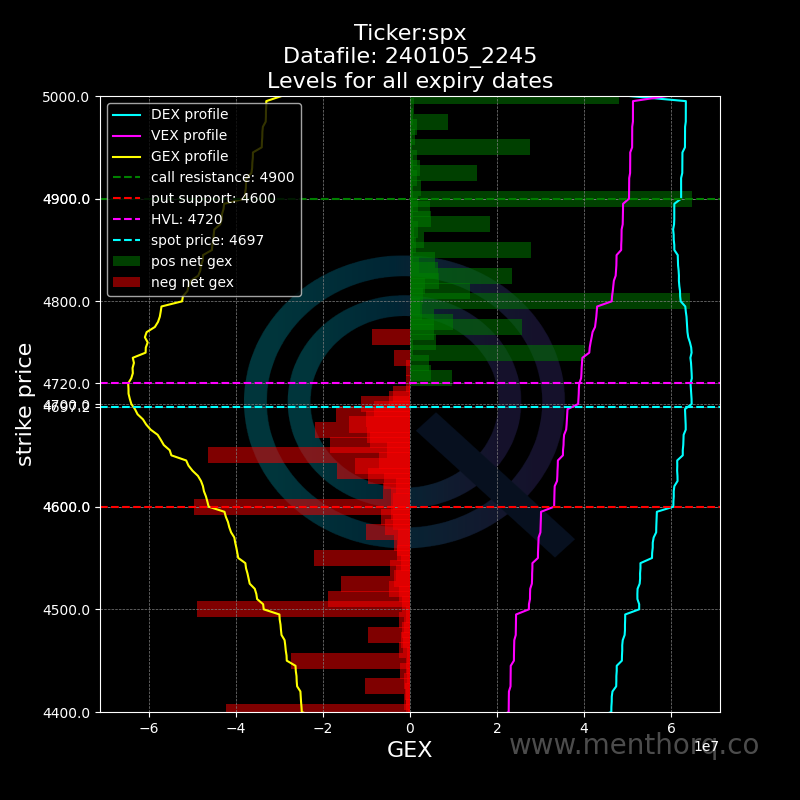 Ticker:spx
Datafile: 240105_2245
Levels for all expiry dates
5000.0
4900.0
4800.0
4720.0
4700.0
4697.2
4600.0
4500.0
4400.0
strike price
DEX profile
VEX profile
GEX profile
call resistance: 4900
put support: 4600
HVL: 4720
spot price: 4697
pos net gex
neg net gex
−6 −4 −2 0 2 4 6
1e7
GEX
www.menthorq.co